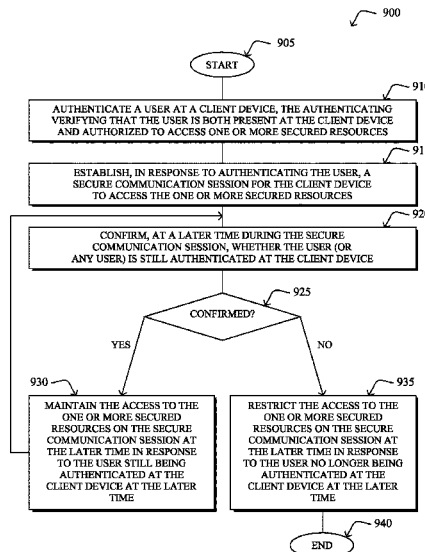 900
905
START
910
AUTHENTICATE A USER AT A CLIENT DEVICE, THE AUTHENTICATING
VERIFYING THAT THE USER IS BOTH PRESENT AT THE CLIENT DEVICE
AND AUTHORIZED TO ACCESS ONE OR MORE SECURED RESOURCES
91
ESTABLISH, IN RESPONSE TO AUTHENTICATING THE USER, A
SECURE COMMUNICATION SESSION FOR THE CLIENT DEVICE
TO ACCESS THE ONE OR MORE SECURED RESOURCES
920
CONFIRM, AT A LATER TIME DURING THE SECURE
COMMUNICATION SESSION, WHETHER THE USER (OR
ANY USER) IS STILL AUTHENTICATED AT THE CLIENT DEVICE
925
CONFIRMED?
YES
NO
930
935
MAINTAIN THE ACCESS TO THE
ONE OR MORE SECURED
RESOURCES ON THE SECURE
COMMUNICATION SESSION AT
THE LATER TIME IN RESPONSE
TO THE USER STILL BEING
AUTHENTICATED AT THE
CLIENT DEVICE AT THE LATER
TIME
RESTRICT THE ACCESS TO THE
ONE OR MORE SECURED
RESOURCES ON THE SECURE
COMMUNICATION SESSION AT
THE LATER TIME IN RESPONSE
TO THE USER NO LONGER BEING
AUTHENTICATED AT THE
CLIENT DEVICE AT THE LATER
TIME
940
END